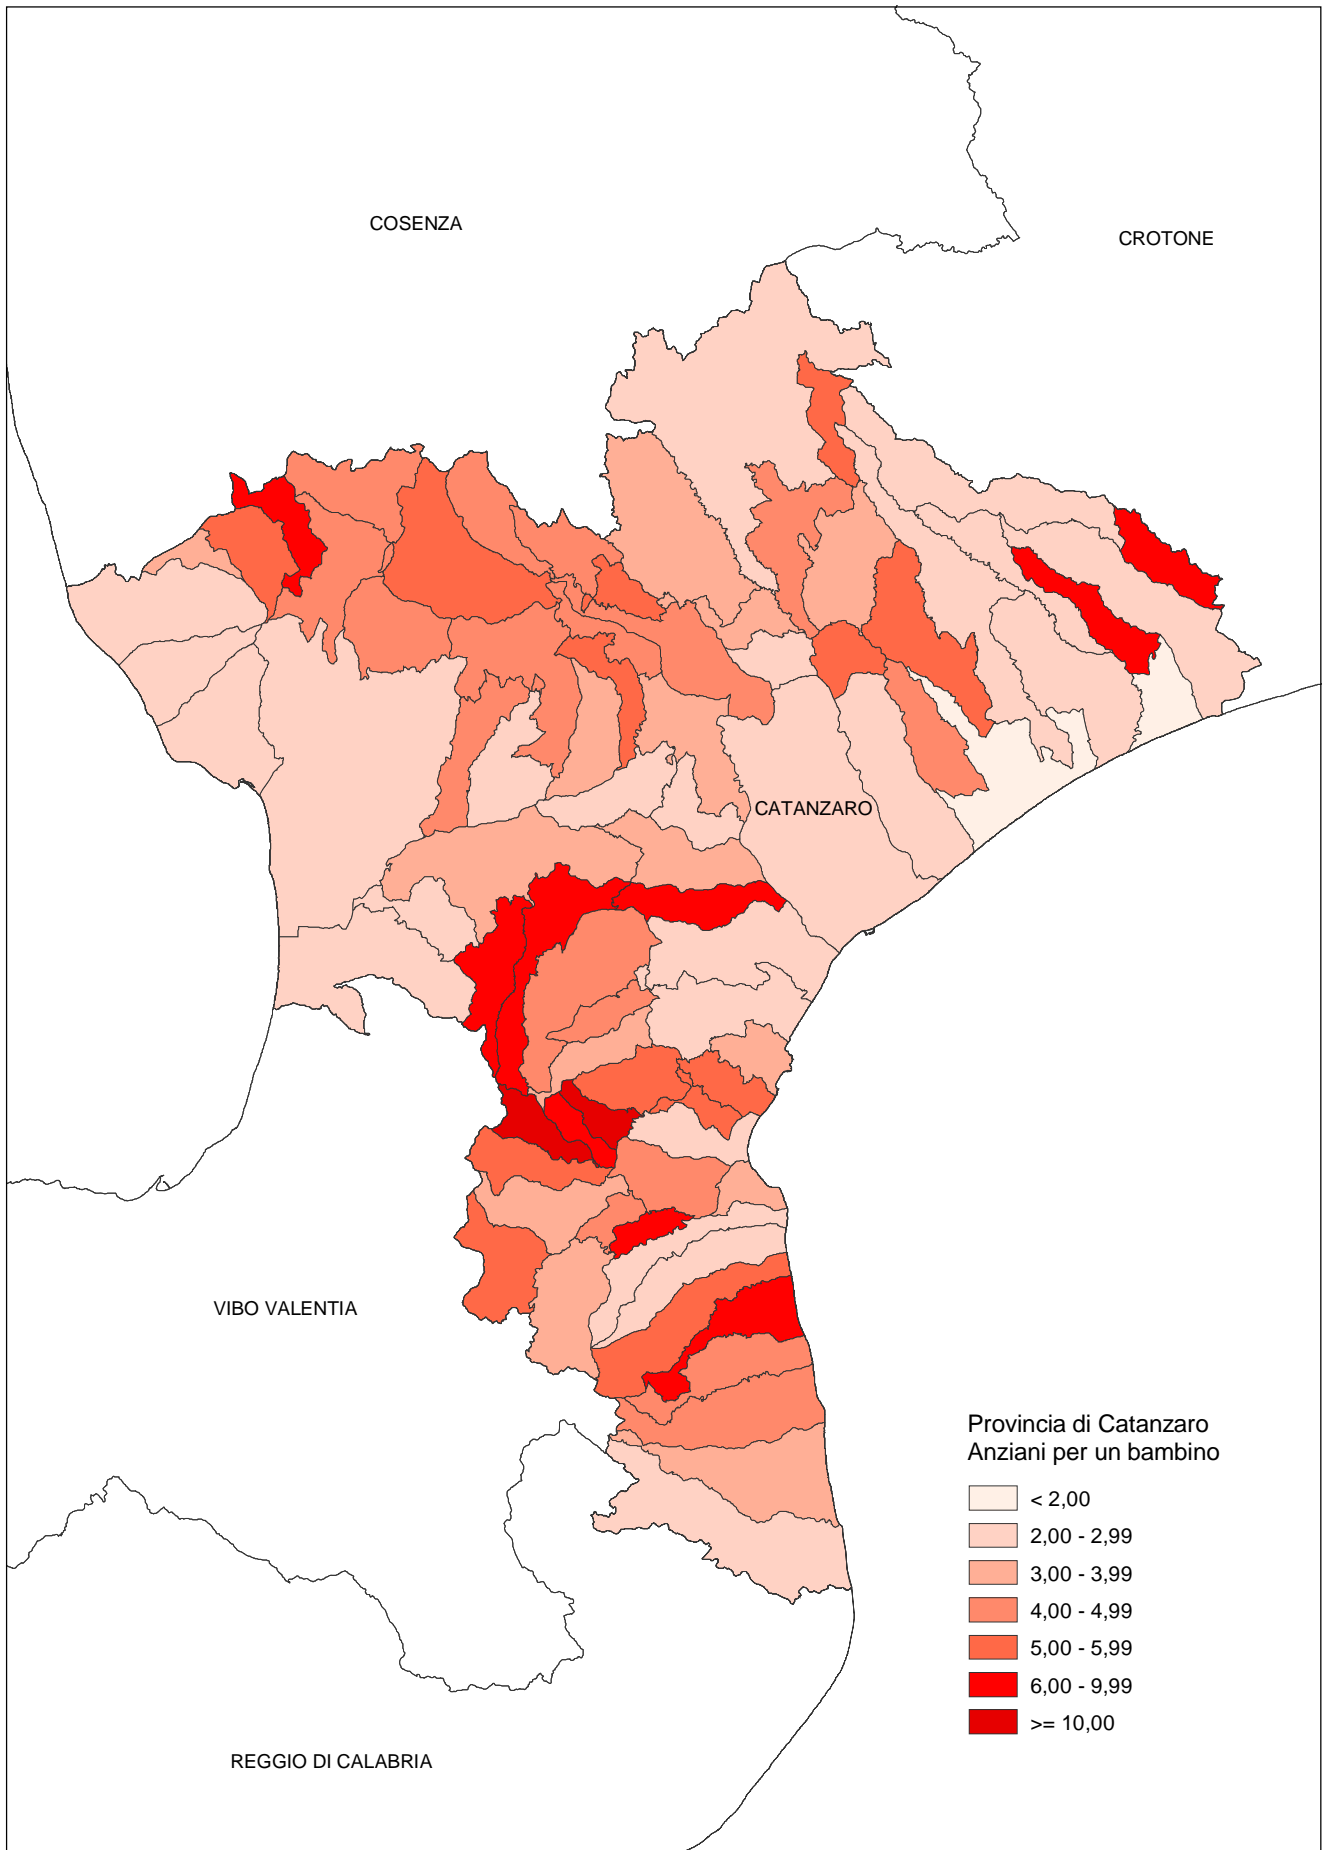 COSENZA
CROTONE
CATANZARO
VIBO VALENTIA
REGGIO DI CALABRIA
Provincia di Catanzaro
Anziani per un bambino
< 2,00
2,00 - 2,99
3,00 - 3,99
4,00 - 4,99
5,00 - 5,99
6,00 - 9,99
>= 10,00